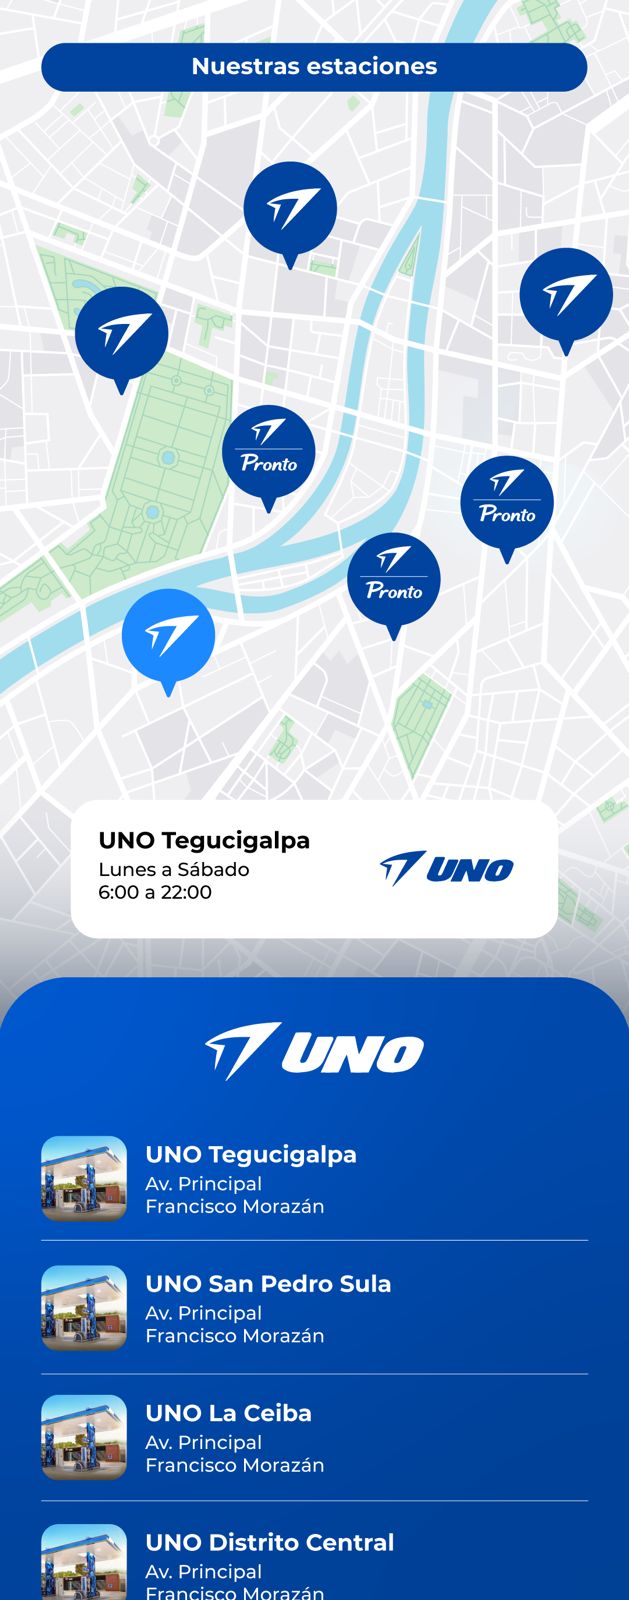 Nuestras estaciones
Pronto
Pronto
Pronto
UNO Tegucigalpa
Lunes a Sábado
6:00 a 22:00
UNO
UNO
UNO Tegucigalpa
Av. Principal
Francisco Morazán
UNO San Pedro Sula
Av. Principal
Francisco Morazán
UNO La Ceiba
Av. Principal
Francisco Morazán
UNO Distrito Central
Av. Principal
Francisco Morazán